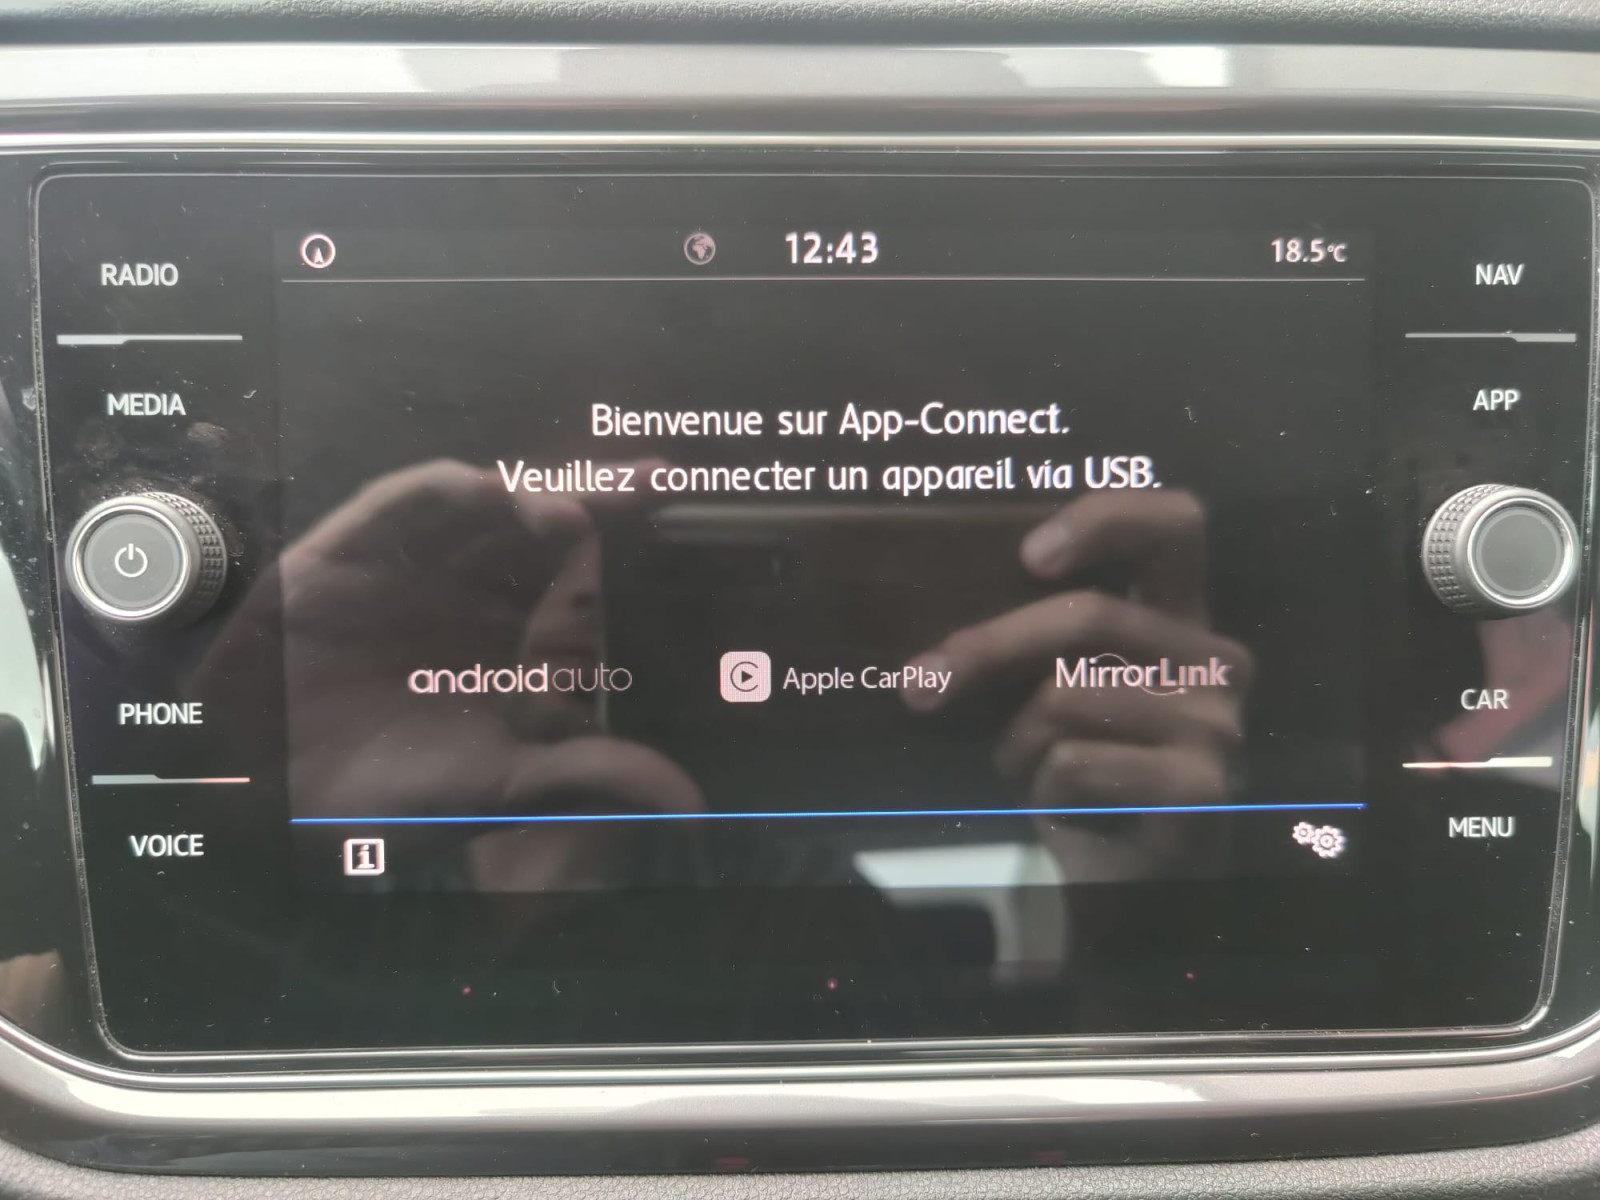 12:43
18.5°C
RADIO
NAV
MEDIA
APP
Bienvenue sur App-Connect.
Veuillez connecter un appareil via USB.
androidauto
Apple CarPlay
MirrorLink
PHONE
CAR
VOICE
MENU